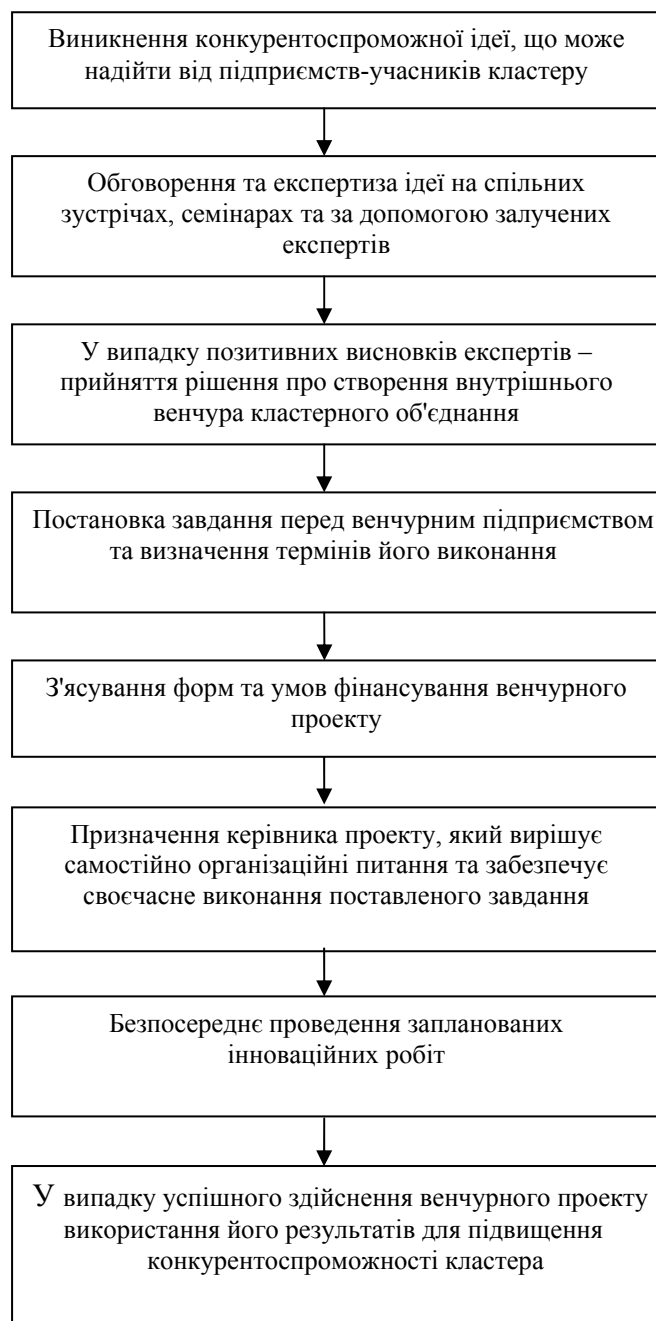 Виникнення конкурентоспроможної ідеї, що може
надійти від підприємств-учасників кластеру
Обговорення та експертиза ідеї на спільних
зустрічах, семінарах та за допомогою залучених
експертів
У випадку позитивних висновків експертів –
прийняття рішення про створення внутрішнього
венчура кластерного об'єднання
Постановка завдання перед венчурним підприємством
та визначення термінів його виконання
З'ясування форм та умов фінансування венчурного
проекту
Призначення керівника проекту, який вирішує
самостійно організаційні питання та забезпечує
своєчасне виконання поставленого завдання
Безпосереднє проведення запланованих
інноваційних робіт
У випадку успішного здійснення венчурного проекту
використання його результатів для підвищення
конкурентоспроможності кластера